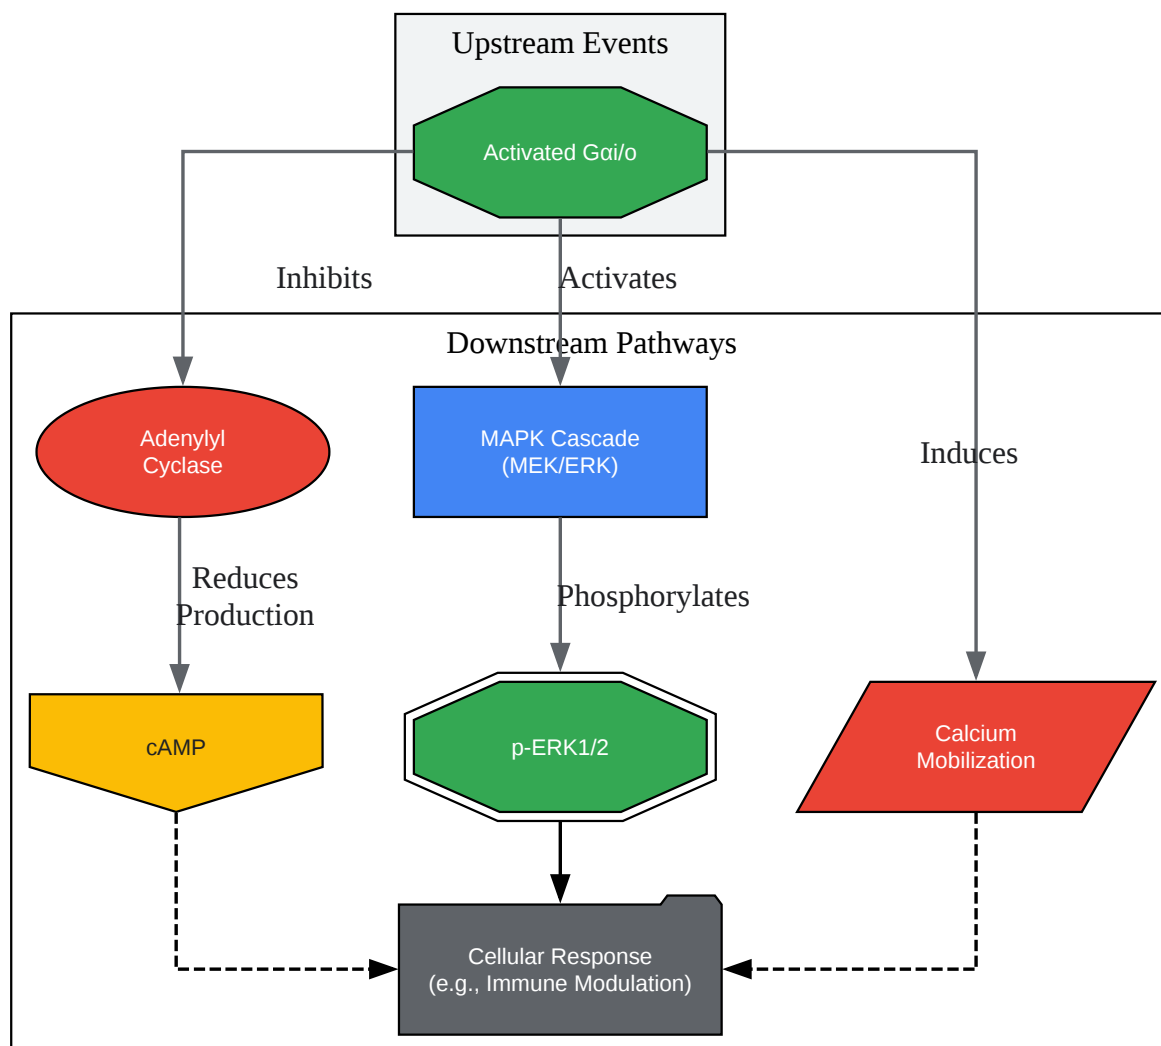 Upstream Events
Activated Gαi/o
Inhibits
Activates
Downstream Pathways
Adenylyl
Cyclase
MAPK Cascade
(MEK/ERK)
Induces
Reduces
Production
Phosphorylates
cAMP
p-ERK1/2
Calcium
Mobilization
Cellular Response
(e.g., Immune Modulation)